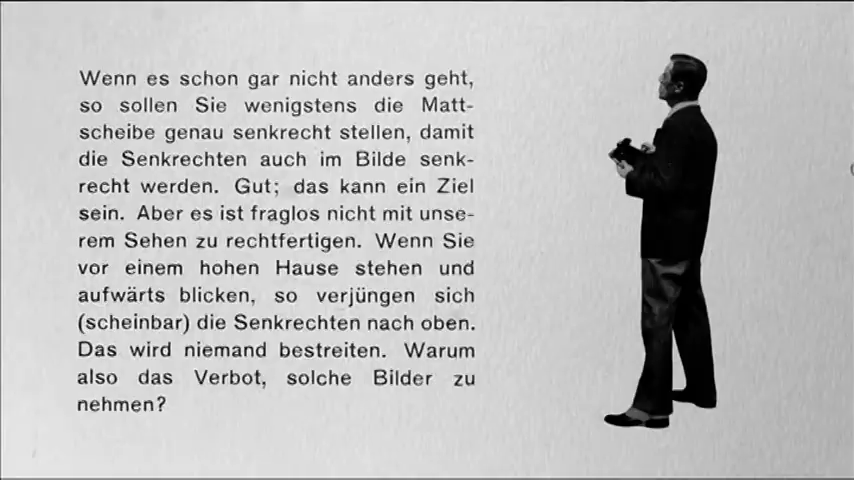 Wenn es schon gar nicht anders geht,
so sollen Sie wenigstens die Matt-
scheibe genau senkrecht stellen, damit
die Senkrechten auch im Bilde senk-
recht werden. Gut; das kann ein Ziel
sein. Aber es ist fraglos nicht mit unse-
rem Sehen zu rechtfertigen. Wenn Sie
vor einem hohen Hause stehen und
aufwärts blicken, so verjüngen sich
(scheinbar) die Senkrechten nach oben.
Das wird niemand bestreiten. Warum
also das Verbot, solche Bilder zu
nehmen?